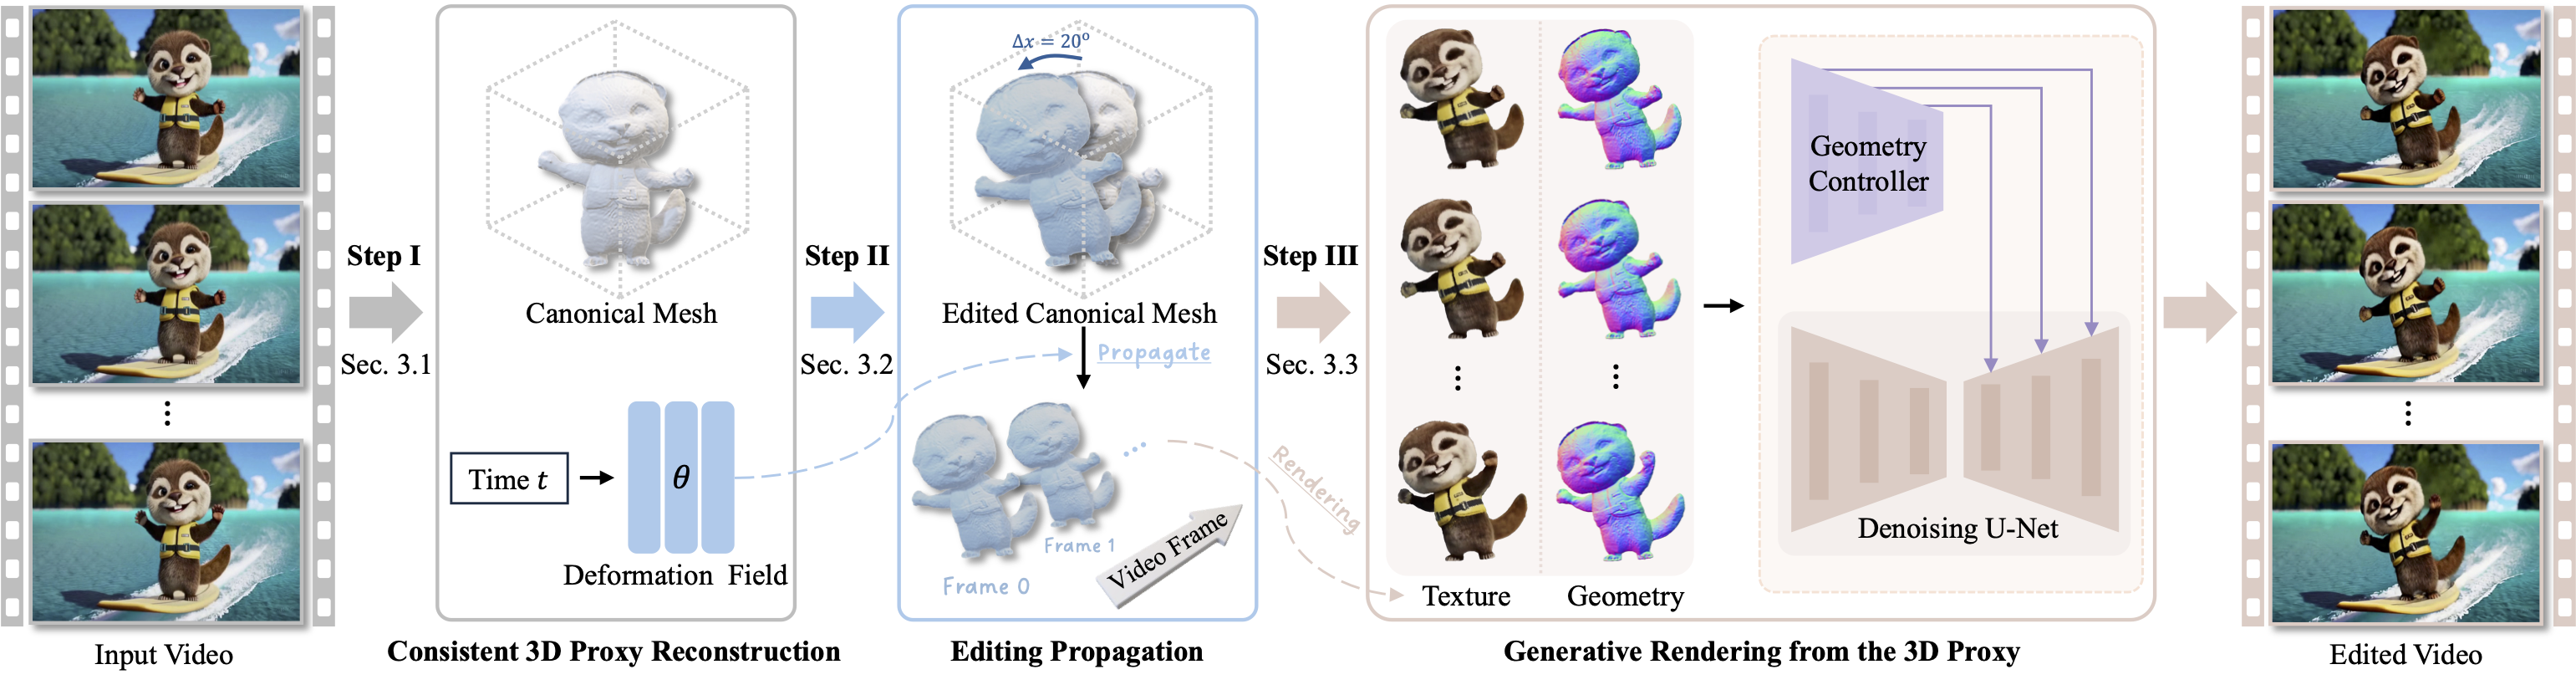 Input Video
Step I
Sec. 3.1
Canonical Mesh
Time t
θ
Deformation Field
Consistent 3D Proxy Reconstruction
Step II
Sec. 3.2
Δx = 20°
Edited Canonical Mesh
Propagate
Frame 0
Frame 1
Video Frame
Editing Propagation
Step III
Sec. 3.3
Rendering
Texture
Geometry
Geometry
Controller
Denoising U-Net
Generative Rendering from the 3D Proxy
Edited Video